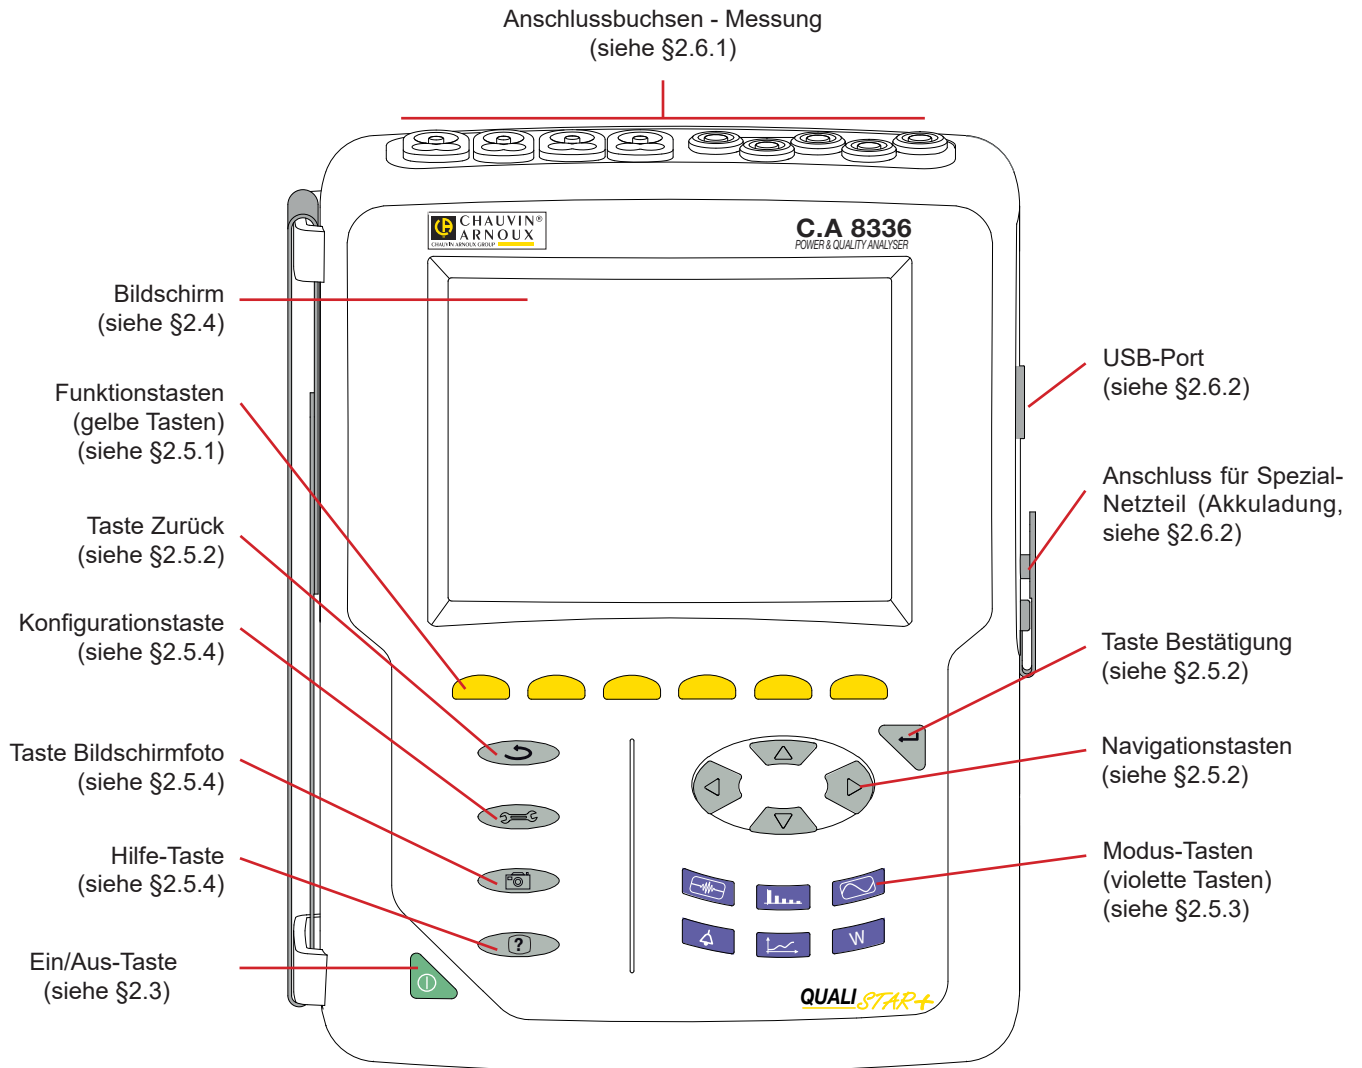 Anschlussbuchsen - Messung
(siehe §2.6.1)
CHAUVIN®
ARNOUX
CHAUVIN ARNOUX GROUP
C.A 8336
POWER & QUALITY ANALYSER
Bildschirm
(siehe §2.4)
Funktionstasten
(gelbe Tasten)
(siehe §2.5.1)
Taste Zurück
(siehe §2.5.2)
Konfigurationstaste
(siehe §2.5.4)
Taste Bildschirmfoto
(siehe §2.5.4)
Hilfe-Taste
(siehe §2.5.4)
Ein/Aus-Taste
(siehe §2.3)
USB-Port
(siehe §2.6.2)
Anschluss für Spezial-
Netzteil (Akkuladung,
siehe §2.6.2)
Taste Bestätigung
(siehe §2.5.2)
Navigationstasten
(siehe §2.5.2)
Modus-Tasten
(violette Tasten)
(siehe §2.5.3)
?
W
QUALI STAR+